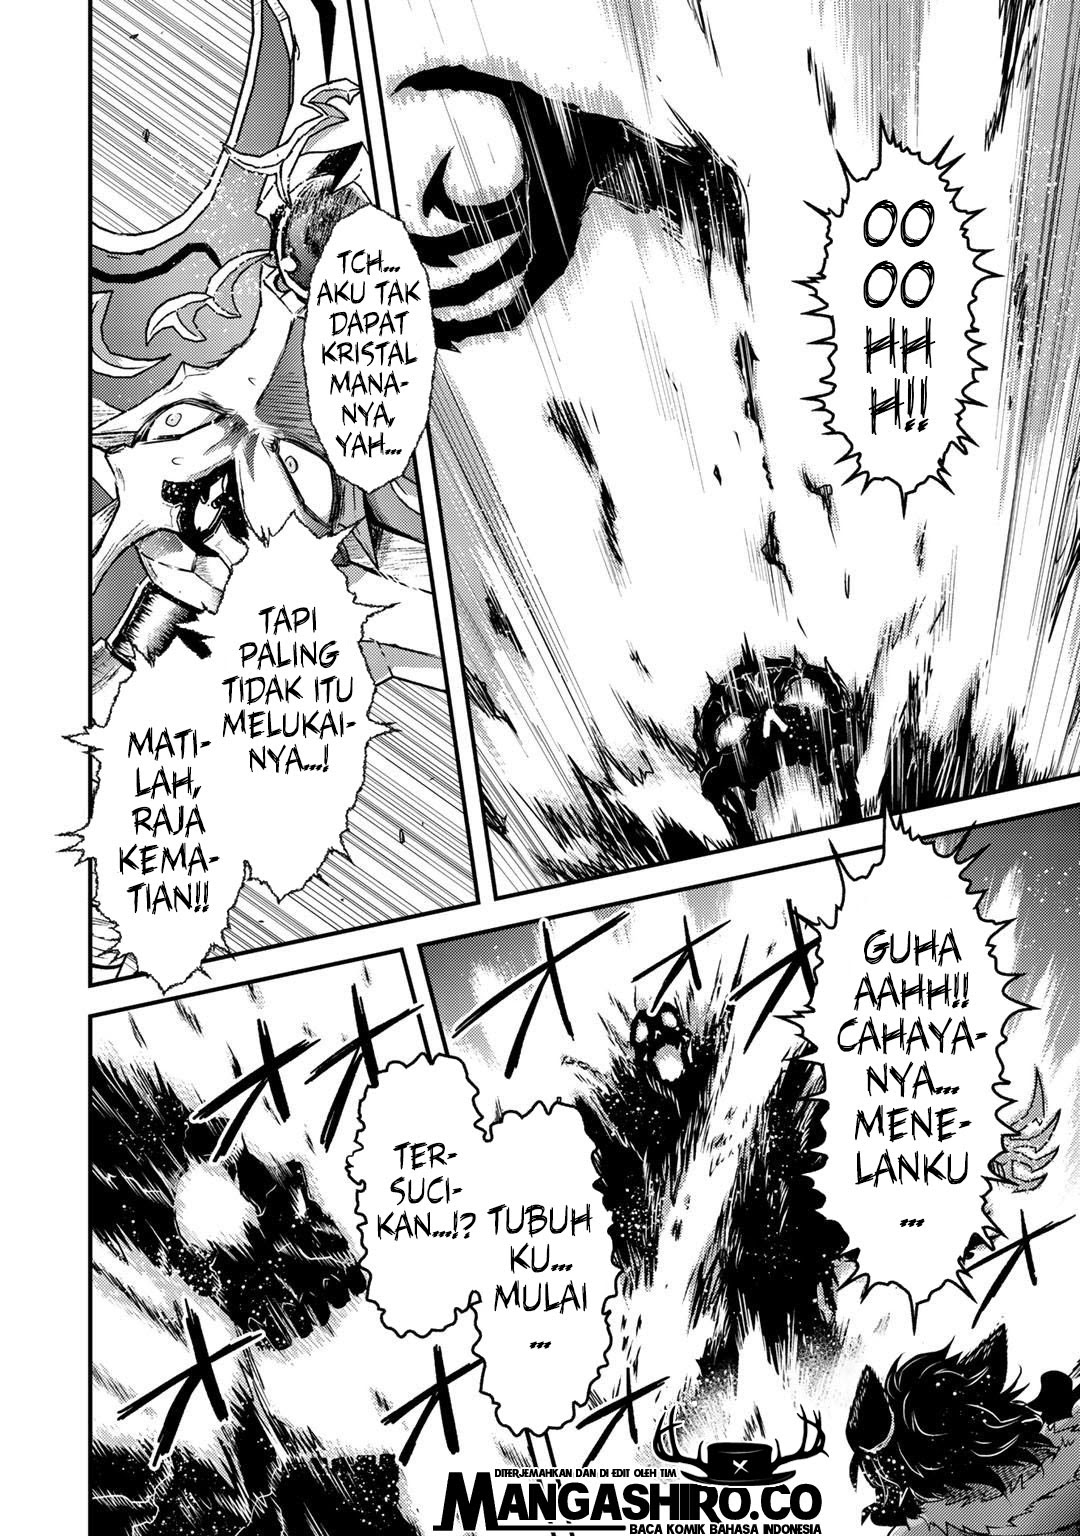 OO
OO
HH
H!!
TCH...
AKU TAK
DAPAT
KRISTAL
MANA-
NYA,
YAH...
TAPI
PALING
TIDAK ITU
MELUKAI-
NYA...!
MATI-
LAH,
RAJA
KEMA-
TIAN!!
GUHA
AAHH!!
CAHAYA-
NYA...
MENE-
LANKU
...
TUBUH
KU...
MULAI
...
TER-
SUCI-
KAN...!?
DITERJEMAHKAN DAN DI EDIT OLEH TIM
MANGASHIRO.CO
BACA KOMIK BAHASA INDONESIA